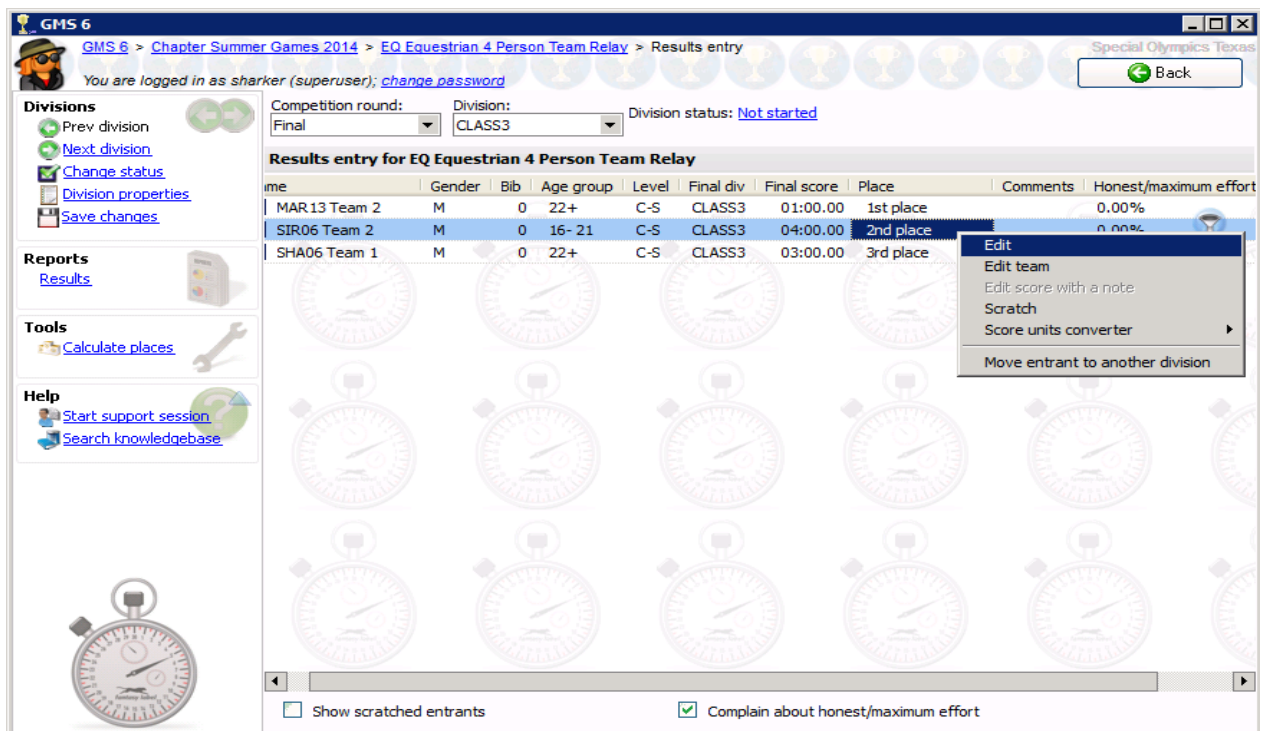 GMS 6
GMS 6 > Chapter Summer Games 2014 > EQ Equestrian 4 Person Team Relay > Results entry
Special Olympics Texas
You are logged in as sharker (superuser); change password
Back
Divisions
Prev division
Next division
Change status
Division properties
Save changes
Reports
Results
Tools
Calculate places
Help
Start support session
Search knowledgebase
Competition round: Division:
Final CLASS3 Division status: Not started
Results entry for EQ Equestrian 4 Person Team Relay
me Gender Bib Age group Level Final div Final score Place Comments Honest/maximum effort
MAR13 Team 2 M 0 22+ C-S CLASS3 01:00.00 1st place 0.00%
SIR06 Team 2 M 0 16-21 C-S CLASS3 04:00.00 2nd place 0.00%
SHA06 Team 1 M 0 22+ C-S CLASS3 03:00.00 3rd place
Edit
Edit team
Edit score with a note
Scratch
Score units converter
Move entrant to another division
Show scratched entrants Complain about honest/maximum effort